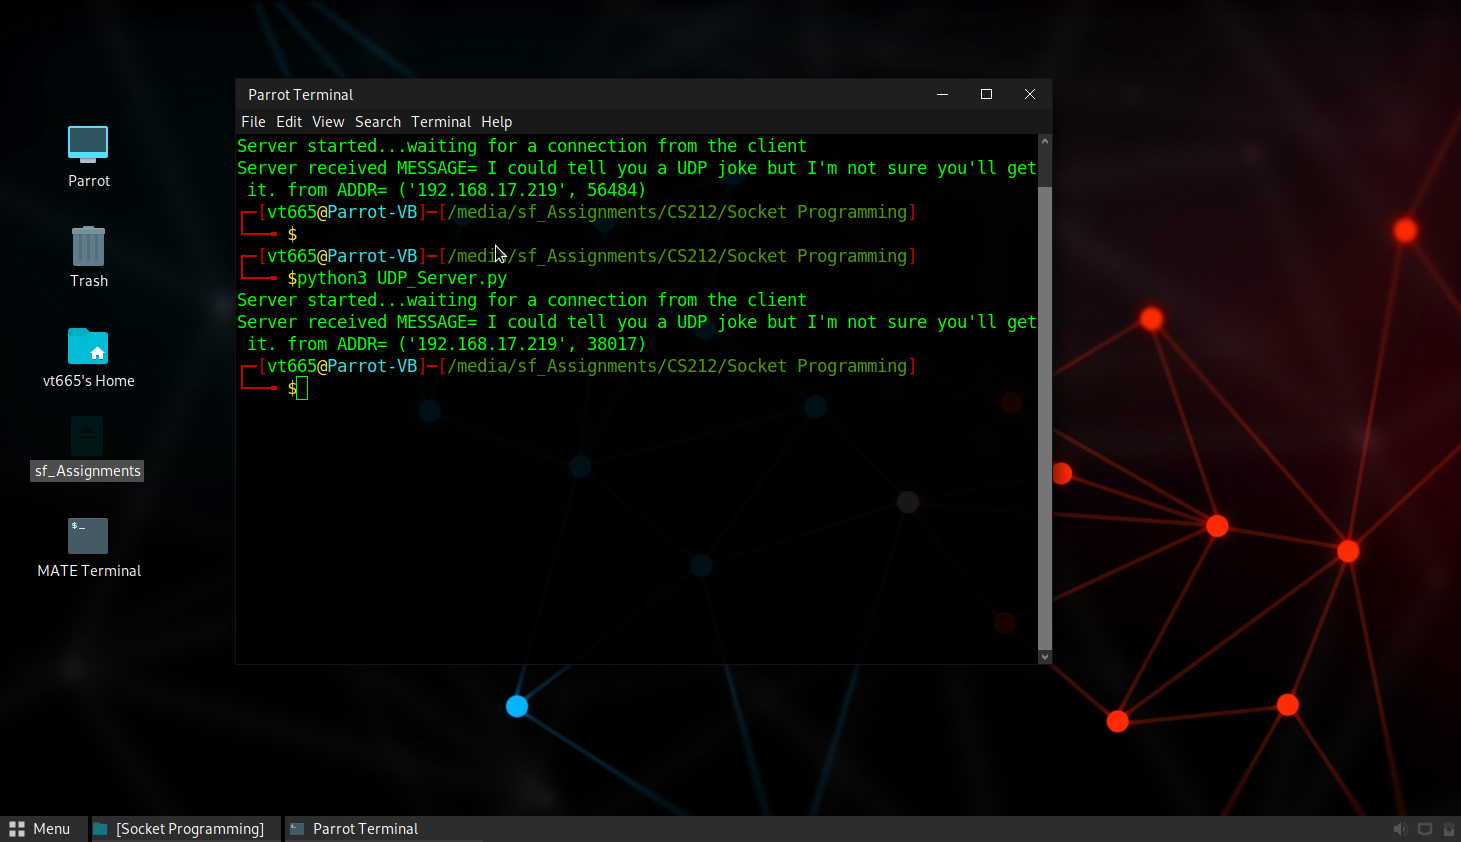 Parrot Terminal
File Edit View Search Terminal Help
Server started...waiting for a connection from the client
Server received MESSAGE= I could tell you a UDP joke but I'm not sure you'll get
it. from ADDR= ('192.168.17.219', 56484)
[vt665@Parrot-VB]─[/media/sf_Assignments/CS212/Socket Programming]
$
[vt665@Parrot-VB]─[/media/sf_Assignments/CS212/Socket Programming]
$python3 UDP_Server.py
Server started...waiting for a connection from the client
Server received MESSAGE= I could tell you a UDP joke but I'm not sure you'll get
it. from ADDR= ('192.168.17.219', 38017)
[vt665@Parrot-VB]─[/media/sf_Assignments/CS212/Socket Programming]
$
Parrot
Trash
vt665's Home
sf_Assignments
$_
MATE Terminal
Menu
[Socket Programming]
Parrot Terminal